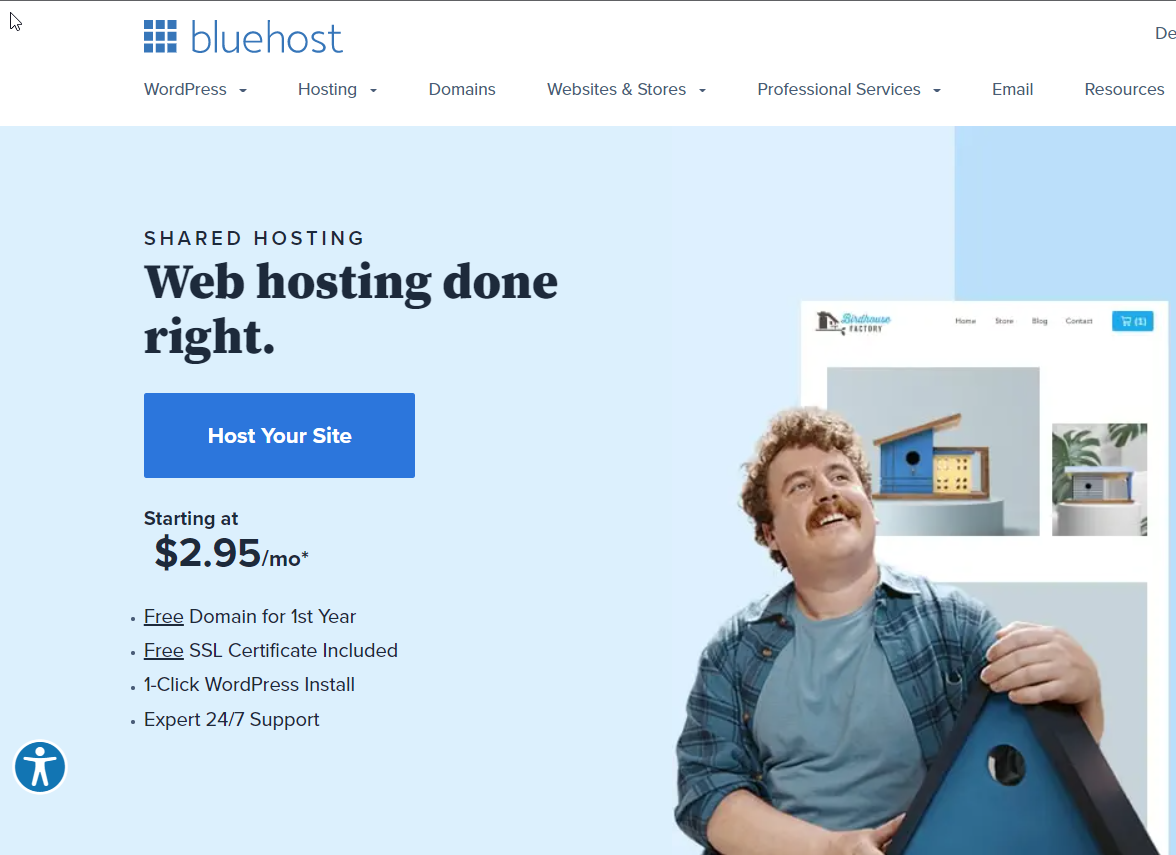 bluehost
De
WordPress
Hosting
Domains
Websites & Stores
Professional Services
Email
Resources
SHARED HOSTING
Web hosting done
right.
Host Your Site
Starting at
$2.95/mo*
• Free Domain for 1st Year
• Free SSL Certificate Included
• 1-Click WordPress Install
• Expert 24/7 Support
Birdhouse
FACTORY
Home
Store
Blog
Contact
(1)